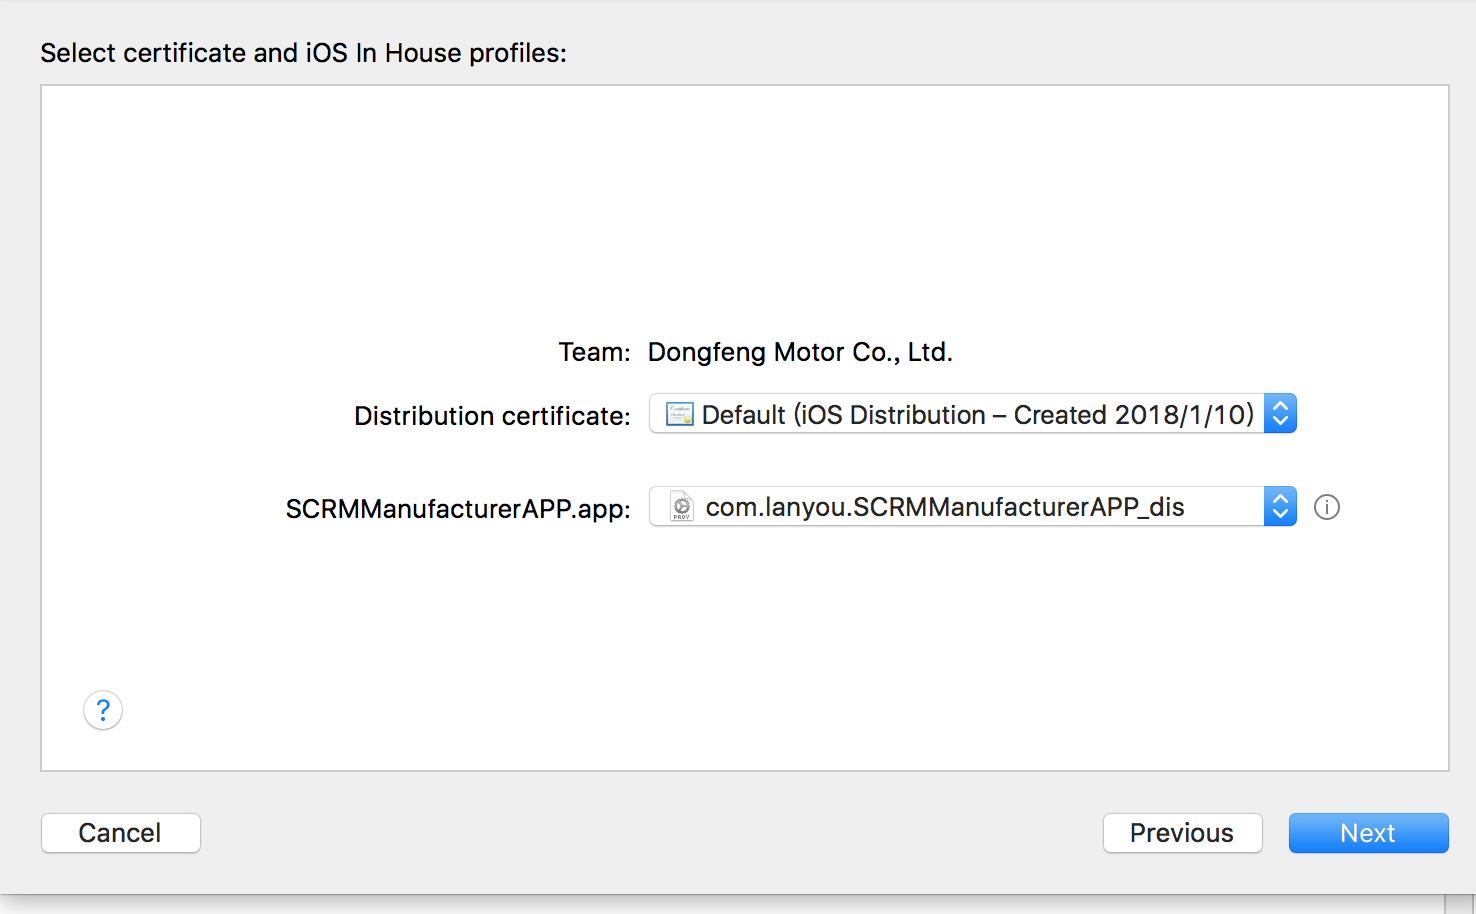 Select certificate and iOS In House profiles:
Team: Dongfeng Motor Co., Ltd.
Distribution certificate: Default (iOS Distribution – Created 2018/1/10)
SCRMManufacturerAPP.app: com.lanyou.SCRMManufacturerAPP_dis
?
Cancel Previous Next